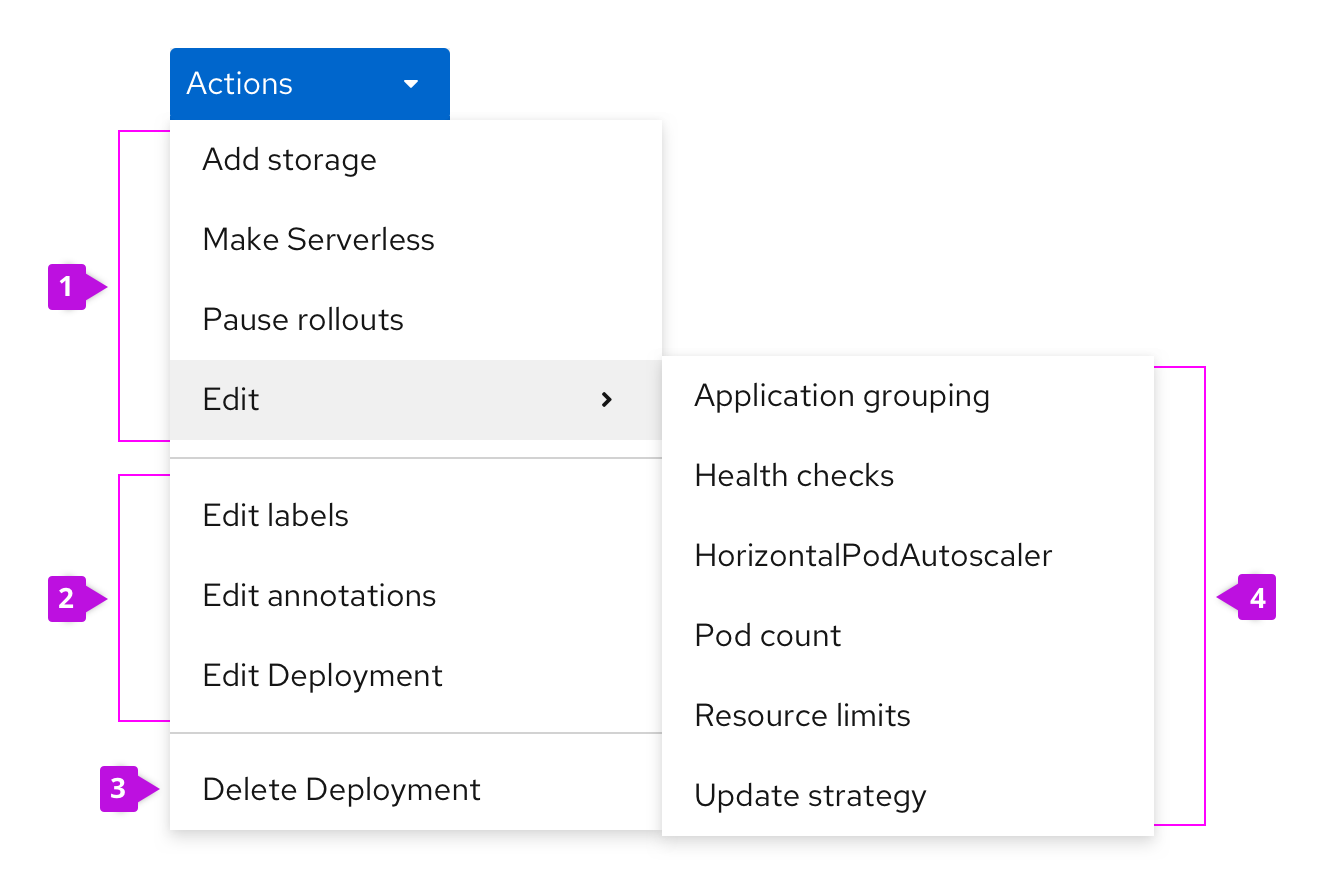 Actions
Add storage
Make Serverless
1
Pause rollouts
Edit
Application grouping
Health checks
Edit labels
HorizontalPodAutoscaler
2
Edit annotations
4
Pod count
Edit Deployment
Resource limits
3
Delete Deployment
Update strategy